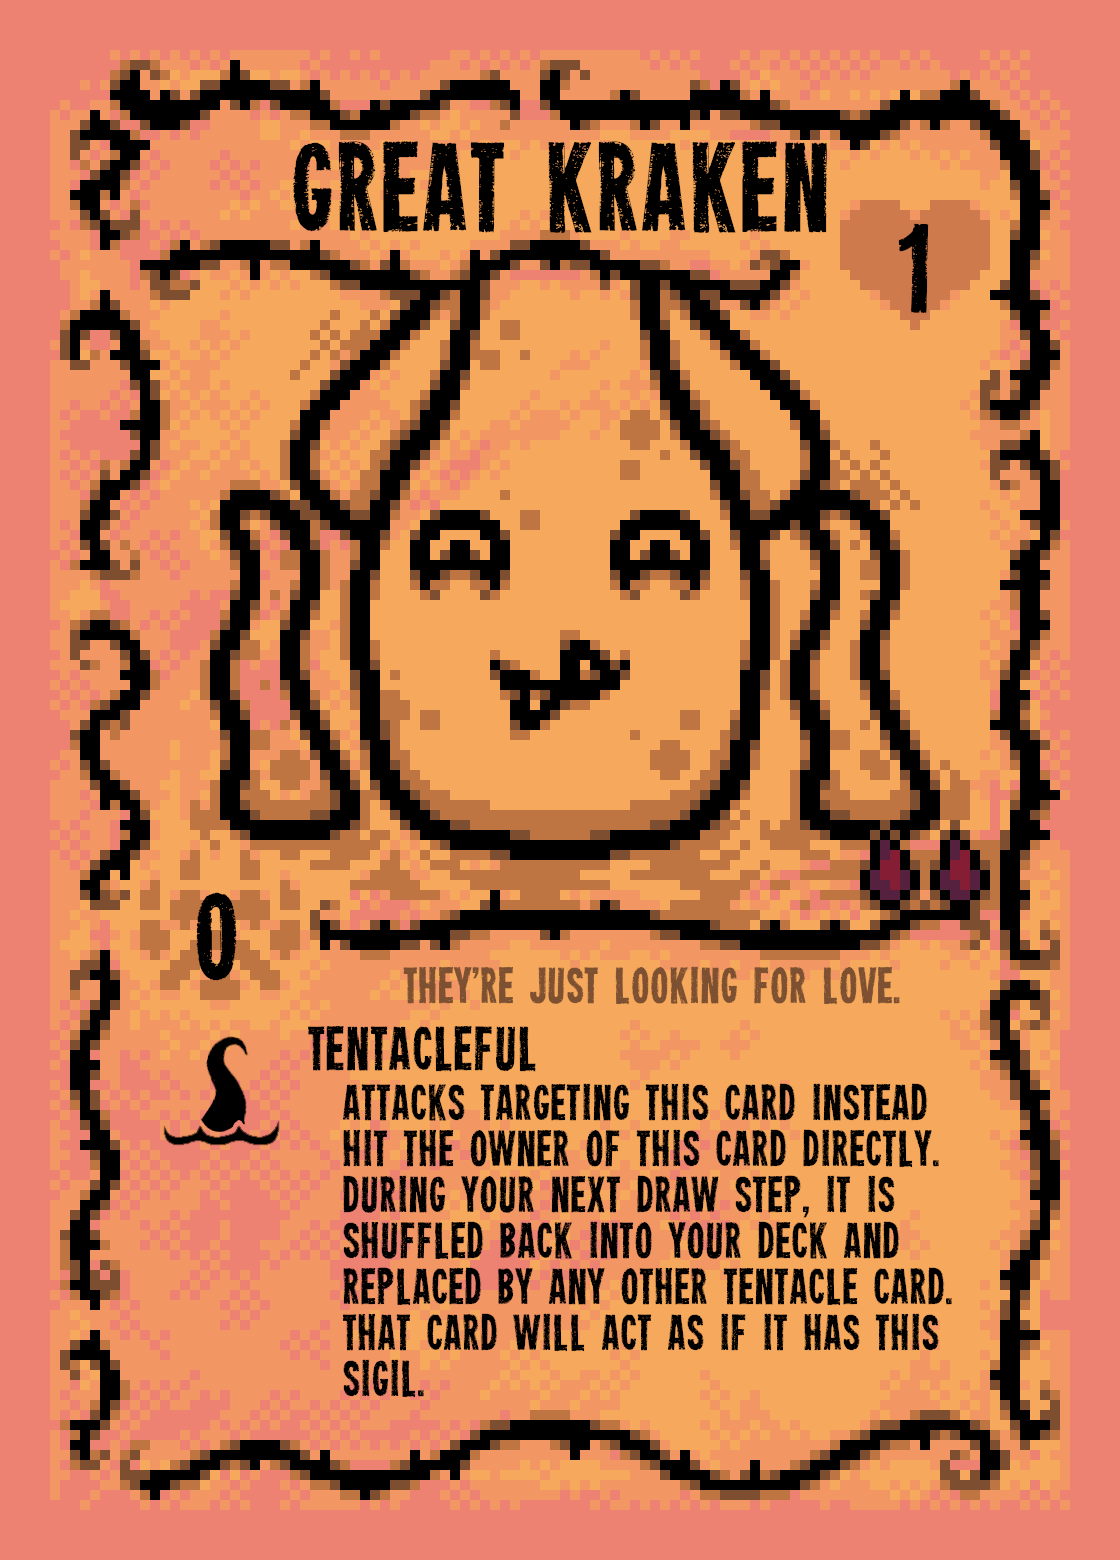 GREAT KRAKEN
1
0
THEY'RE JUST LOOKING FOR LOVE.
TENTACLEFUL
ATTACKS TARGETING THIS CARD INSTEAD
HIT THE OWNER OF THIS CARD DIRECTLY.
DURING YOUR NEXT DRAW STEP, IT IS
SHUFFLED BACK INTO YOUR DECK AND
REPLACED BY ANY OTHER TENTACLE CARD.
THAT CARD WILL ACT AS IF IT HAS THIS
SIGIL.